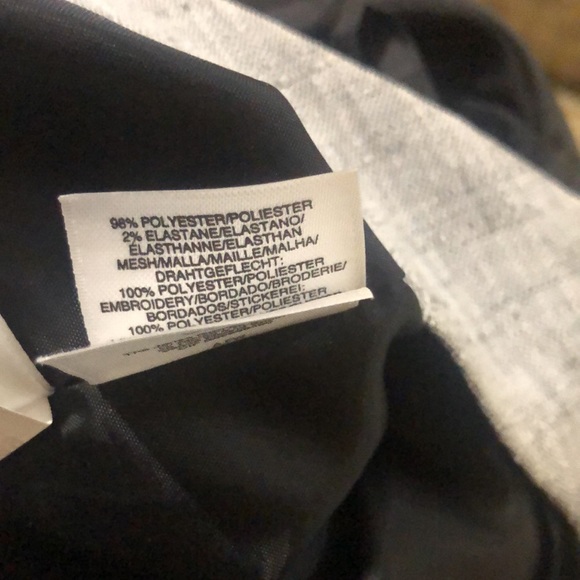 98% POLYESTER/POLIESTER
2% ELASTANE/ELASTANO/
ELASTHANNE/ELASTHAN
MESH/MALLA/MAILLE/MALHA/
DRAHTGEFLECHT:
100% POLYESTER/POLIESTER
EMBROIDERY/BORDADO/BRODERIE/
BORDADOS/STICKEREI:
100% POLYESTER/POLIESTER